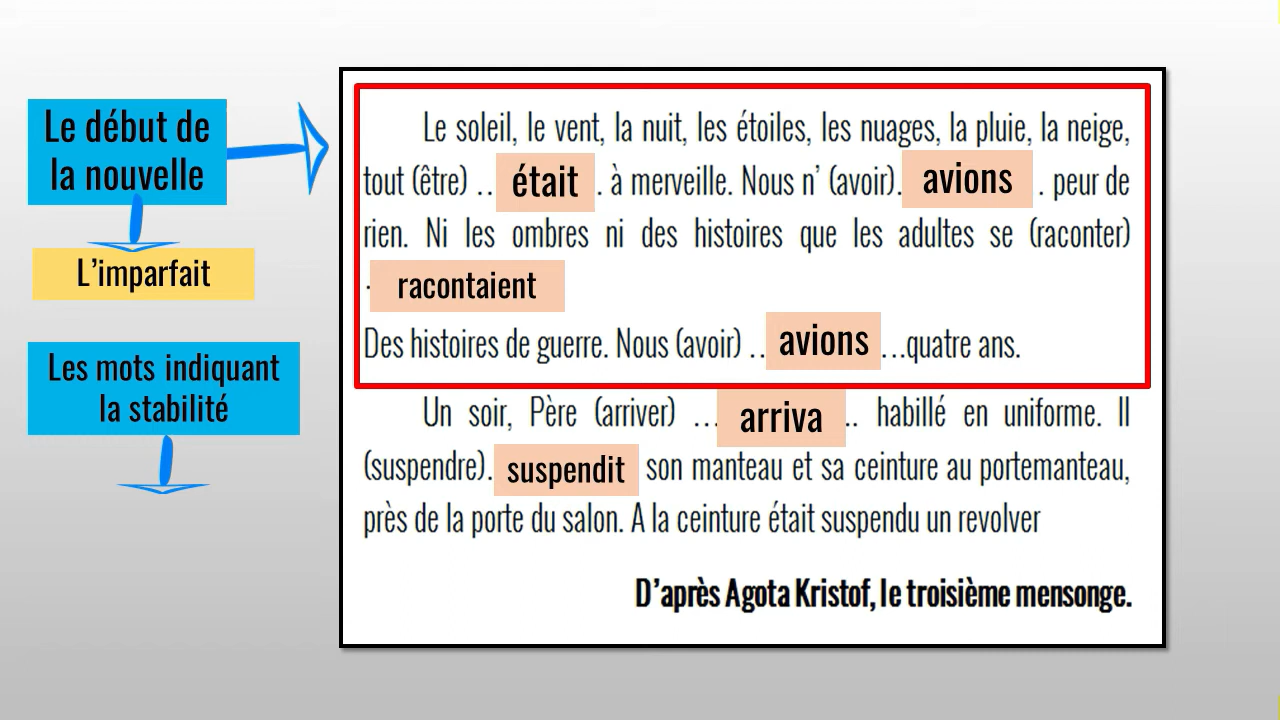 Le début de
la nouvelle
L'imparfait
Les mots indiquant
la stabilité
Le soleil, le vent, la nuit, les étoiles, les nuages, la pluie, la neige,
tout (être) .. était . à merveille. Nous n' (avoir). avions . peur de
rien. Ni les ombres ni des histoires que les adultes se (raconter)
. racontaient
Des histoires de guerre. Nous (avoir) .. avions ...quatre ans.
Un soir, Père (arriver) ... arriva .. habillé en uniforme. Il
(suspendre). suspendit son manteau et sa ceinture au portemanteau,
près de la porte du salon. A la ceinture était suspendu un revolver
D'après Agota Kristof, le troisième mensonge.